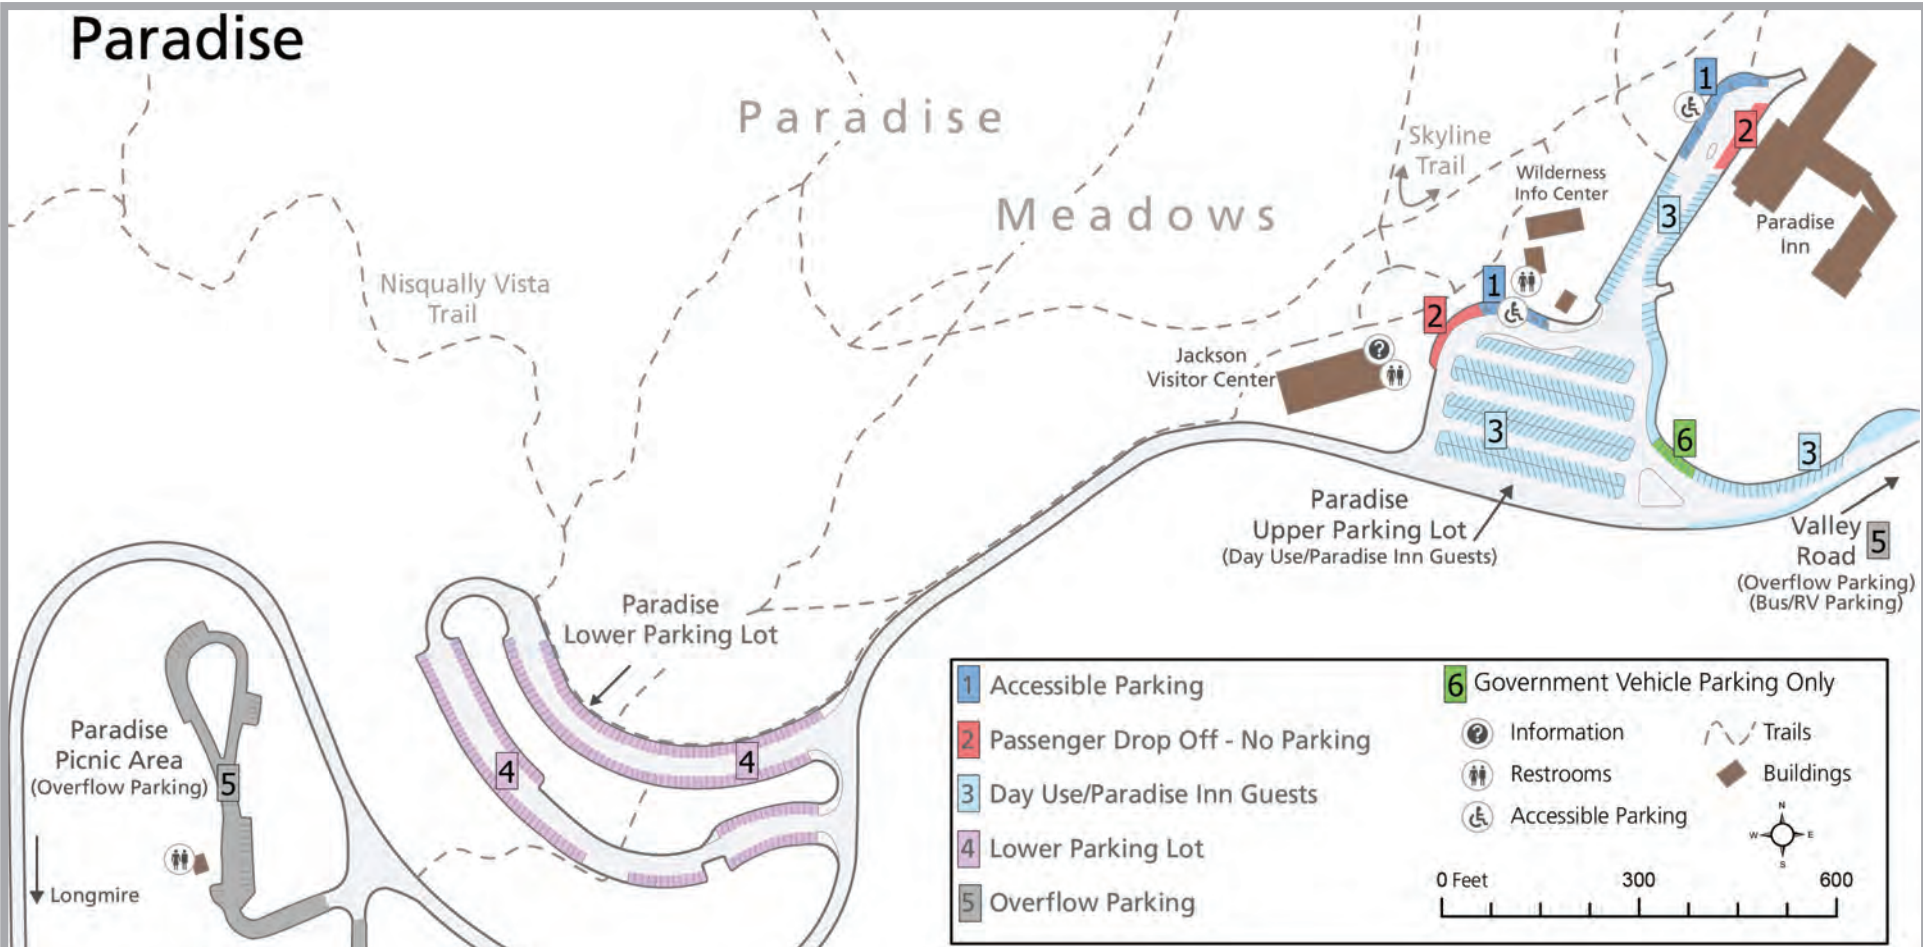 Paradise
Paradise
Meadows
Skyline
Trail
Wilderness
Info Center
1
2
3
Paradise
Inn
Nisqually Vista
Trail
1
2
?
Jackson
Visitor Center
3
6
3
Paradise
Upper Parking Lot
(Day Use/Paradise Inn Guests)
Valley
Road
5
(Overflow Parking)
(Bus/RV Parking)
Paradise
Lower Parking Lot
4
4
Paradise
Picnic Area
(Overflow Parking)
5
Longmire
1 Accessible Parking
2 Passenger Drop Off - No Parking
3 Day Use/Paradise Inn Guests
4 Lower Parking Lot
5 Overflow Parking
6 Government Vehicle Parking Only
? Information
Restrooms
Accessible Parking
Trails
Buildings
N
W E
S
0 Feet 300 600